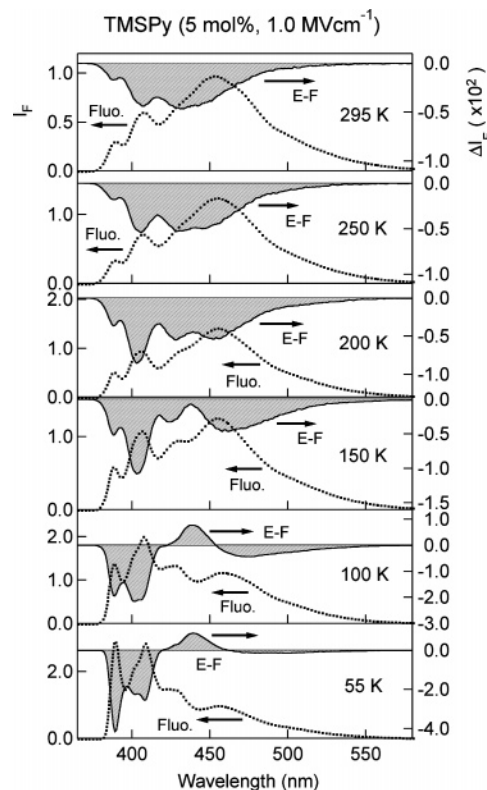 TMSPy (5 mol%, 1.0 MVcm⁻¹)
1.0
0.5
0.0
I_F
Fluo.
E-F
295 K
0.0
-0.5
-1.0
ΔI_F (x10²)
1.0
0.0
Fluo.
E-F
250 K
0.0
-0.5
-1.0
2.0
1.0
0.0
E-F
Fluo.
200 K
0.0
-0.5
-1.0
1.0
0.0
E-F
Fluo.
150 K
0.0
-0.5
-1.0
-1.5
2.0
1.0
0.0
E-F
Fluo.
100 K
1.0
0.0
-1.0
-2.0
-3.0
2.0
0.0
E-F
Fluo.
55 K
0.0
-2.0
-4.0
400 450 500 550
Wavelength (nm)